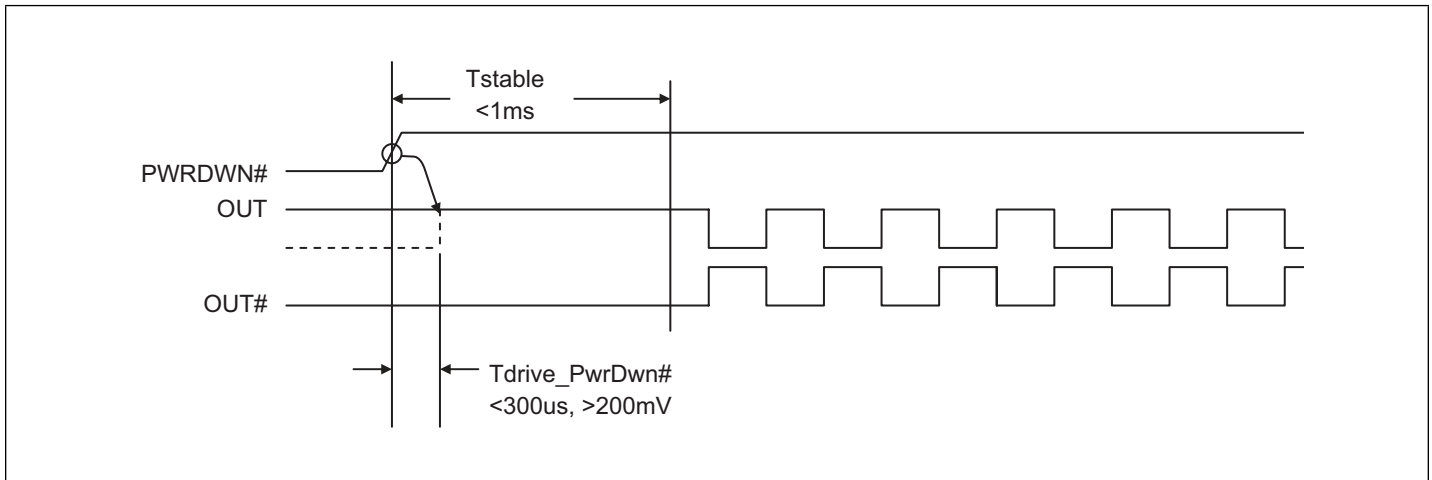 Tstable
<1ms
PWRDWN#
OUT
OUT#
Tdrive_PwrDwn#
<300us, >200mV